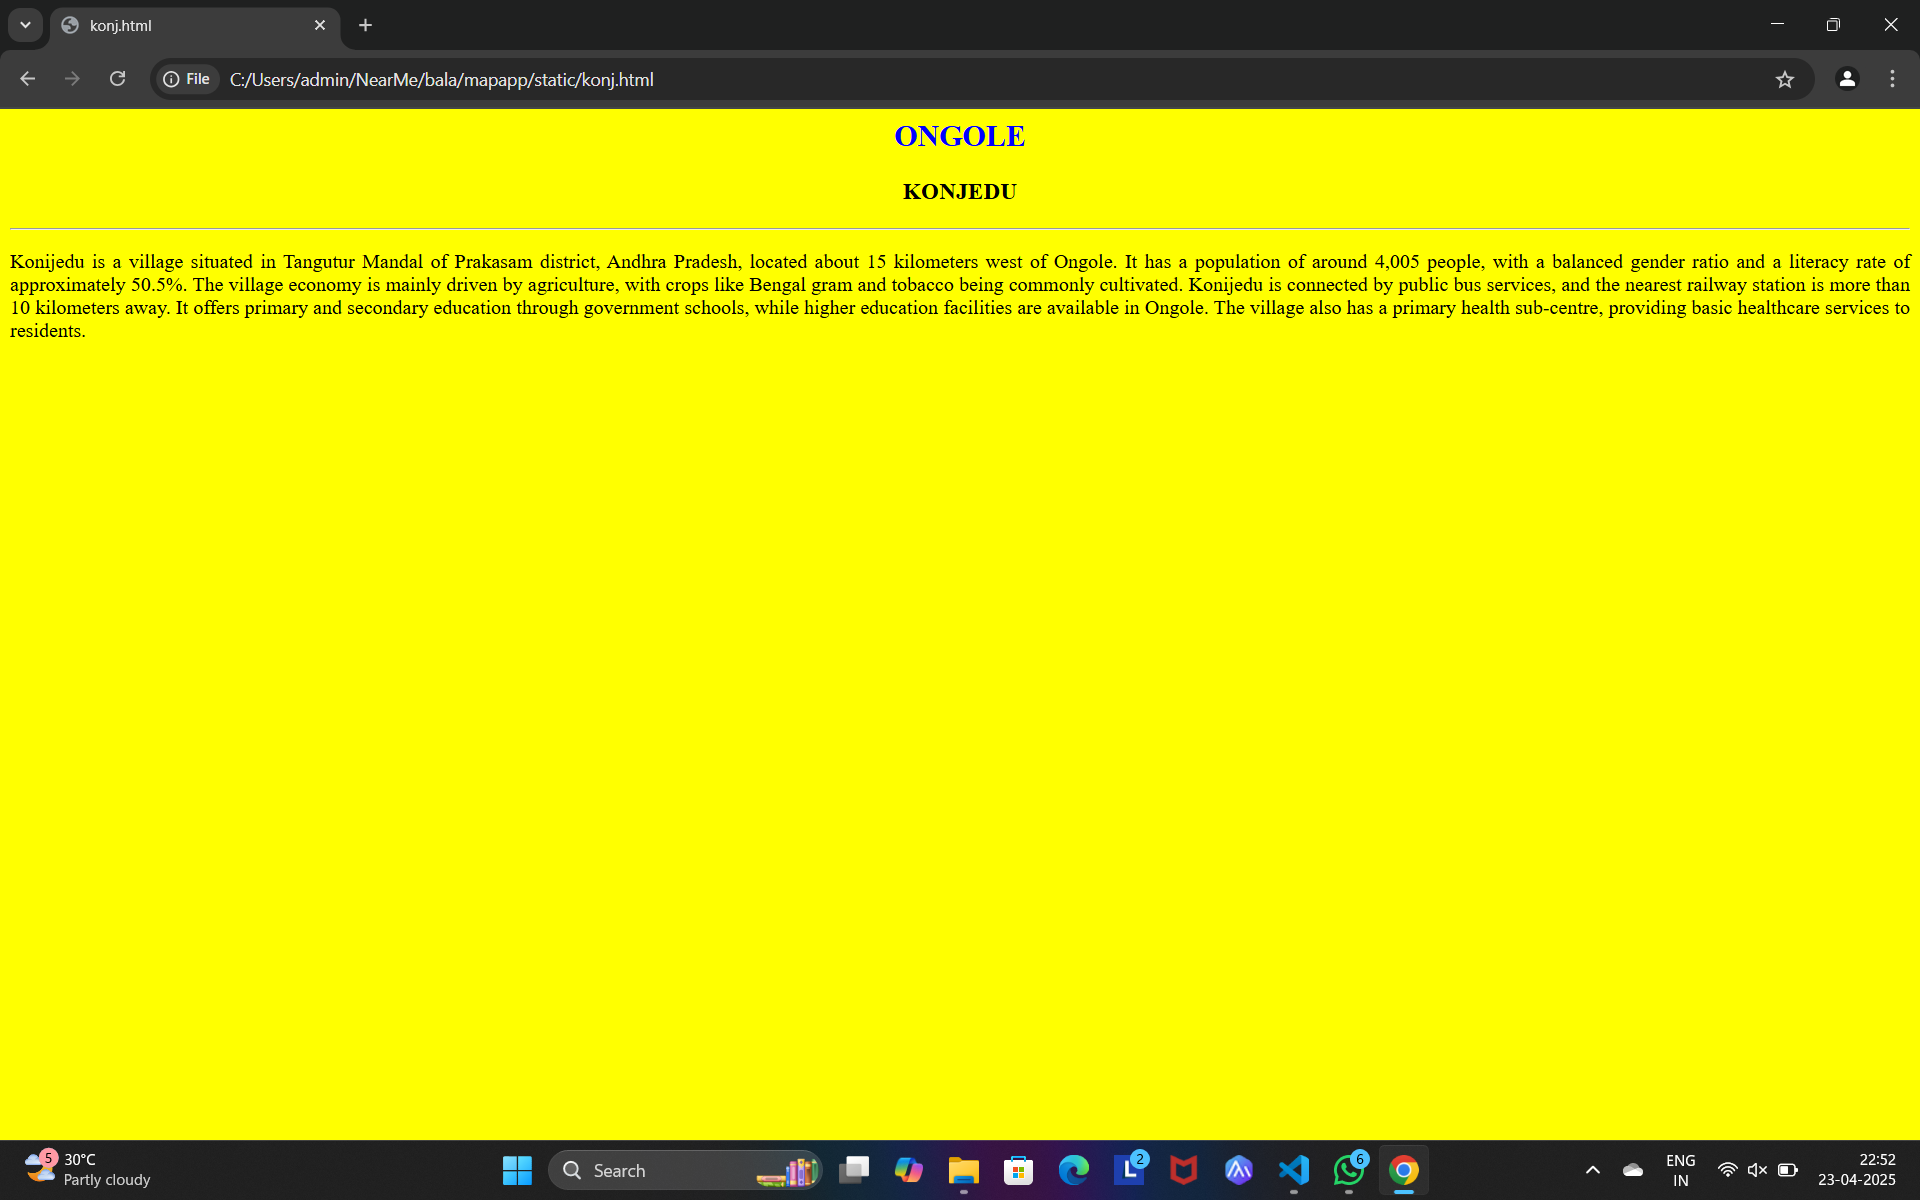 konj.html
File
C:/Users/admin/NearMe/bala/mapapp/static/konj.html
ONGOLE
KONJEDU
Konijedu is a village situated in Tangutur Mandal of Prakasam district, Andhra Pradesh, located about 15 kilometers west of Ongole. It has a population of around 4,005 people, with a balanced gender ratio and a literacy rate of
approximately 50.5%. The village economy is mainly driven by agriculture, with crops like Bengal gram and tobacco being commonly cultivated. Konijedu is connected by public bus services, and the nearest railway station is more than
10 kilometers away. It offers primary and secondary education through government schools, while higher education facilities are available in Ongole. The village also has a primary health sub-centre, providing basic healthcare services to
residents.
5
30°C
Partly cloudy
Search
L
2
6
ENG
IN
22:52
23-04-2025